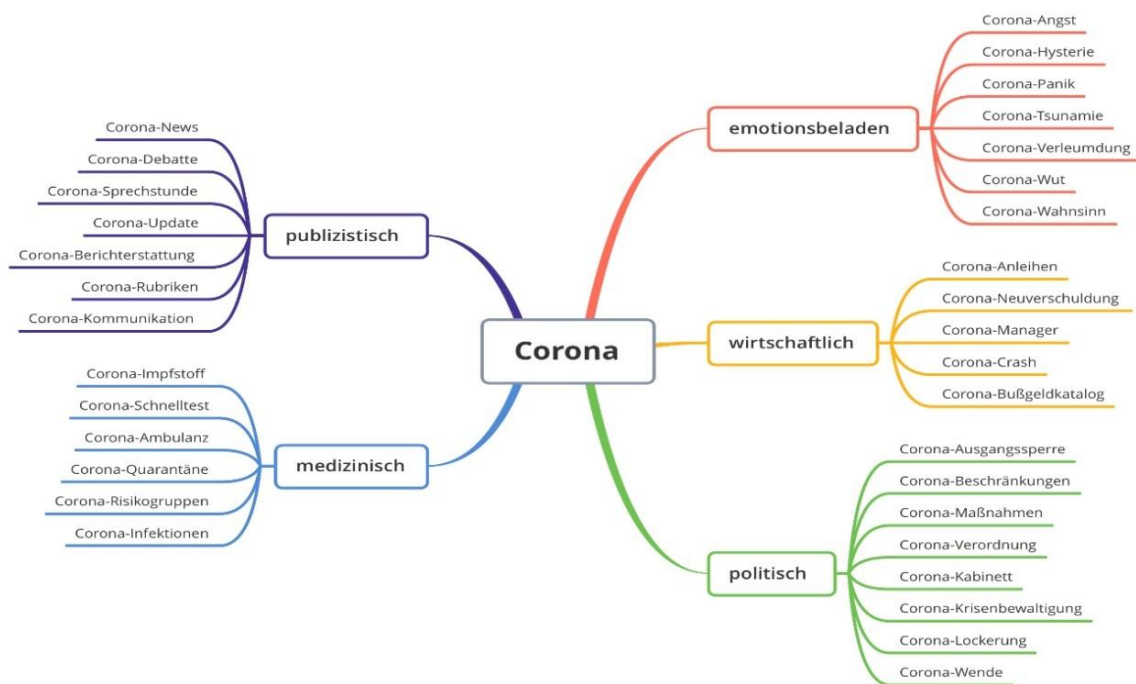 Corona
publizistisch
Corona-News
Corona-Debatte
Corona-Sprechstunde
Corona-Update
Corona-Berichterstattung
Corona-Rubriken
Corona-Kommunikation
medizinisch
Corona-Impfstoff
Corona-Schnelltest
Corona-Ambulanz
Corona-Quarantäne
Corona-Risikogruppen
Corona-Infektionen
emotionsbeladen
Corona-Angst
Corona-Hysterie
Corona-Panik
Corona-Tsunamie
Corona-Verleumdung
Corona-Wut
Corona-Wahnsinn
wirtschaftlich
Corona-Anleihen
Corona-Neuverschuldung
Corona-Manager
Corona-Crash
Corona-Bußgeldkatalog
politisch
Corona-Ausgangssperre
Corona-Beschränkungen
Corona-Maßnahmen
Corona-Verordnung
Corona-Kabinett
Corona-Krisenbewaltigung
Corona-Lockerung
Corona-Wende